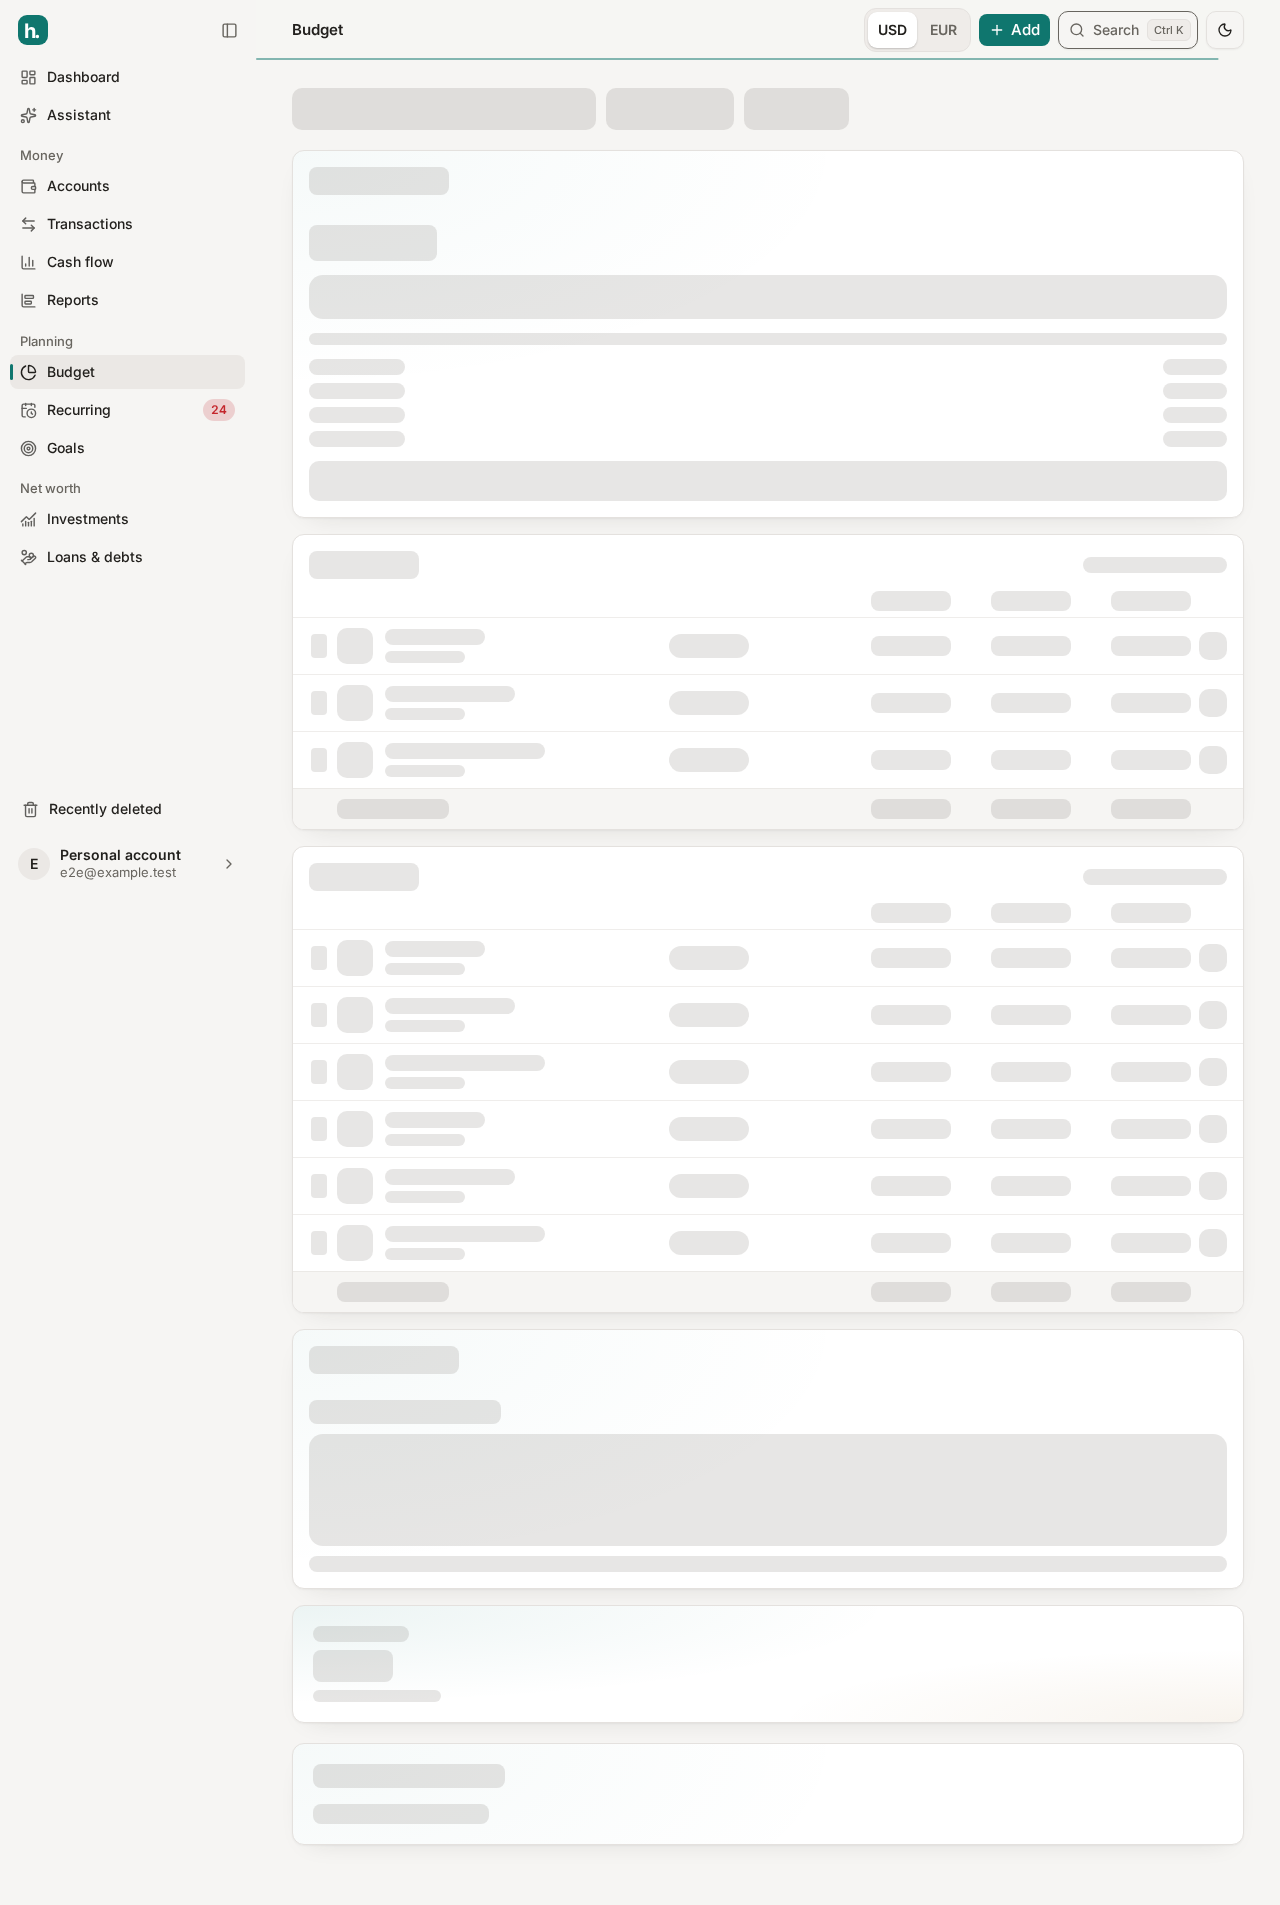 h.
Dashboard
Assistant
Money
Accounts
Transactions
Cash flow
Reports
Planning
Budget
Recurring 24
Goals
Net worth
Investments
Loans & debts
Recently deleted
E
Personal account
e2e@example.test
Budget
USD EUR
Add
Search Ctrl K